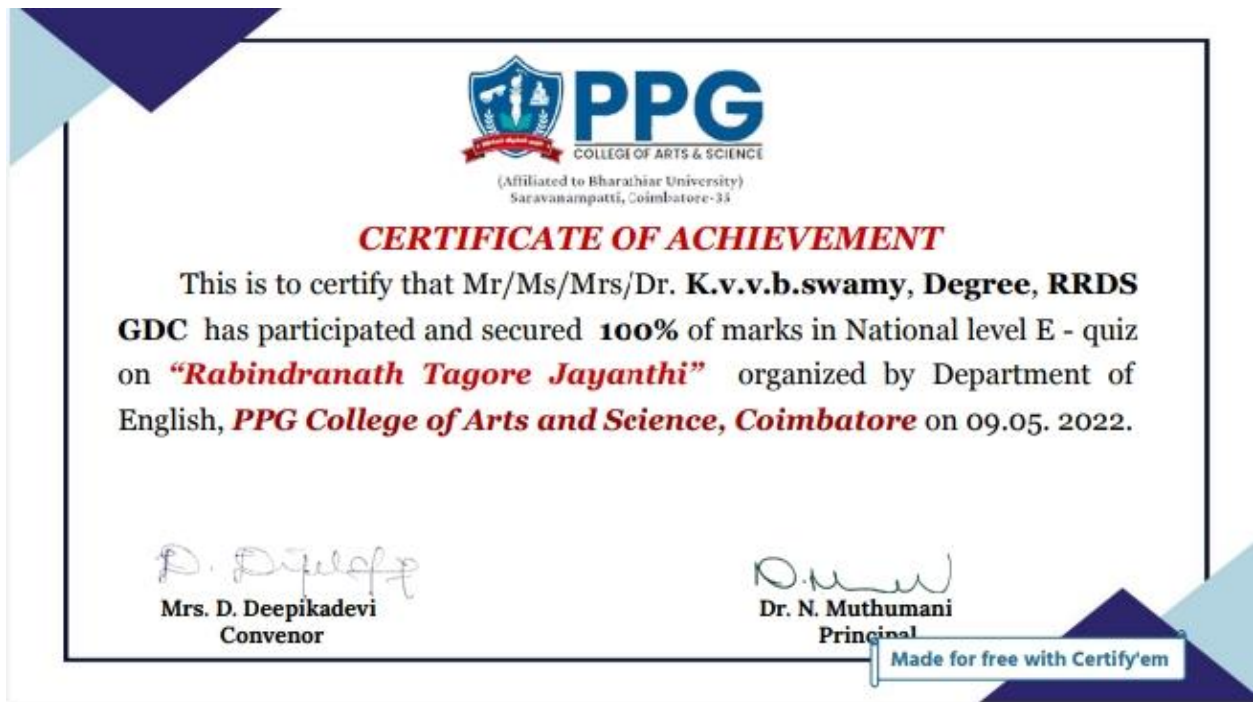 PPG
COLLEGE OF ARTS & SCIENCE
(Affiliated to Bharathiar University)
Saravanampatti, Coimbatore-35
CERTIFICATE OF ACHIEVEMENT
This is to certify that Mr/Ms/Mrs/Dr. K.v.v.b.swamy, Degree, RRDS
GDC has participated and secured 100% of marks in National level E - quiz
on “Rabindranath Tagore Jayanthi” organized by Department of
English, PPG College of Arts and Science, Coimbatore on 09.05. 2022.
Mrs. D. Deepikadevi
Convenor
Dr. N. Muthumani
Principal
Made for free with Certify'em